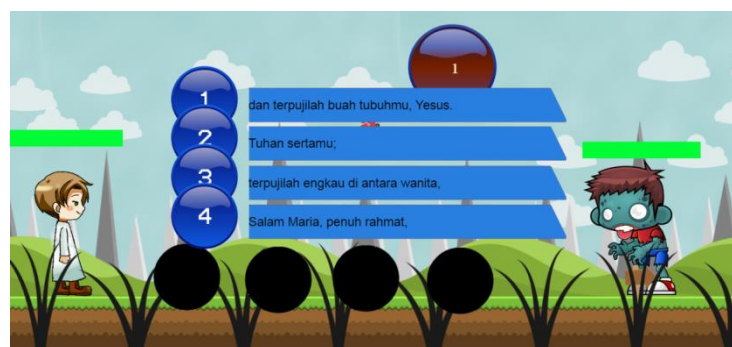 1
1 dan terpujilah buah tubuhmu, Yesus.
2 Tuhan sertamu;
3 terpujilah engkau di antara wanita,
4 Salam Maria, penuh rahmat,